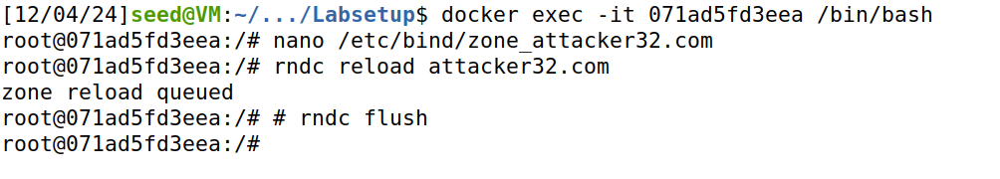 [12/04/24]seed@VM:~/.../Labsetup$ docker exec -it 071ad5fd3eea /bin/bash
root@071ad5fd3eea:/# nano /etc/bind/zone_attacker32.com
root@071ad5fd3eea:/# rndc reload attacker32.com
zone reload queued
root@071ad5fd3eea:/# # rndc flush
root@071ad5fd3eea:/#